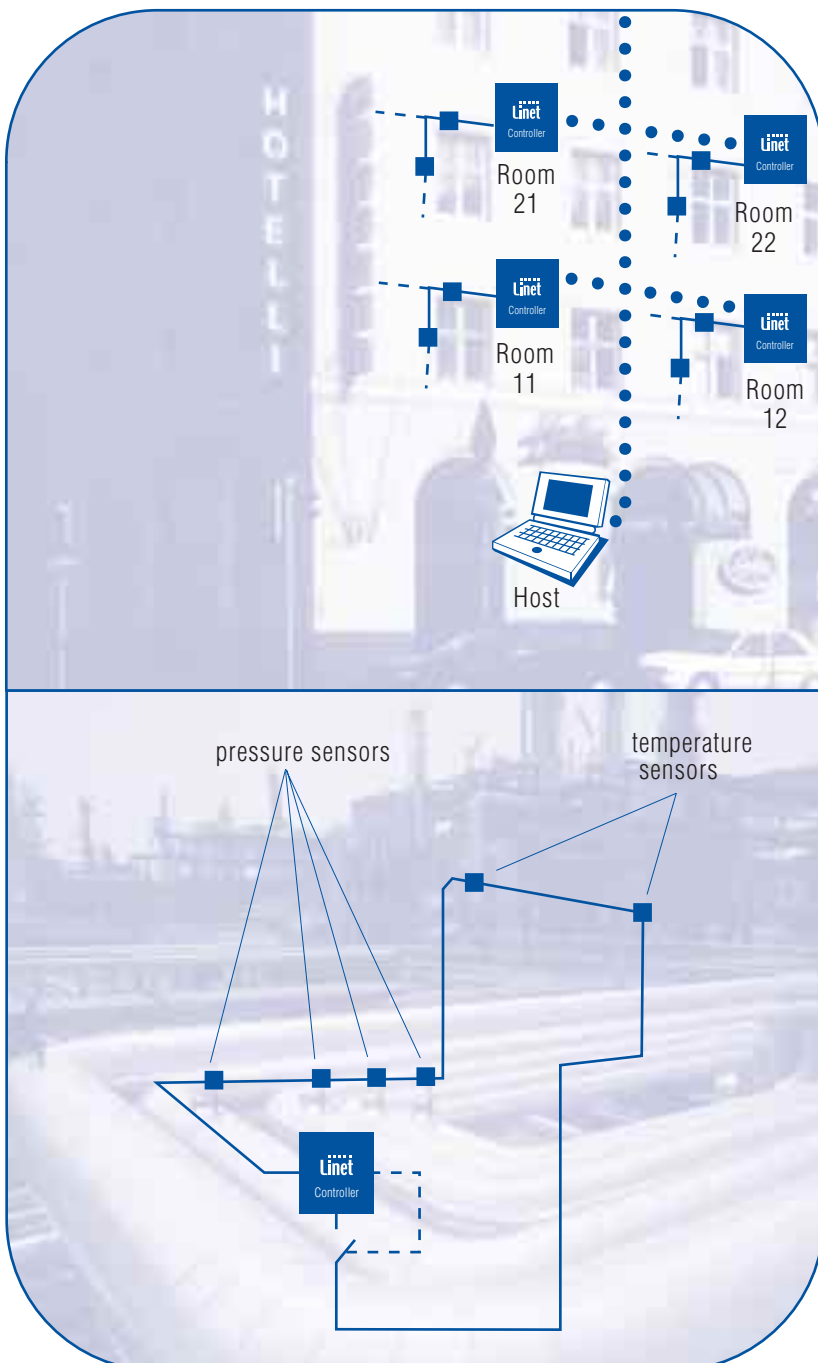 HOTELLI
Linet
Controller
Room
21
Linet
Controller
Room
22
Linet
Controller
Room
11
Linet
Controller
Room
12
Host
pressure sensors
temperature
sensors
Linet
Controller